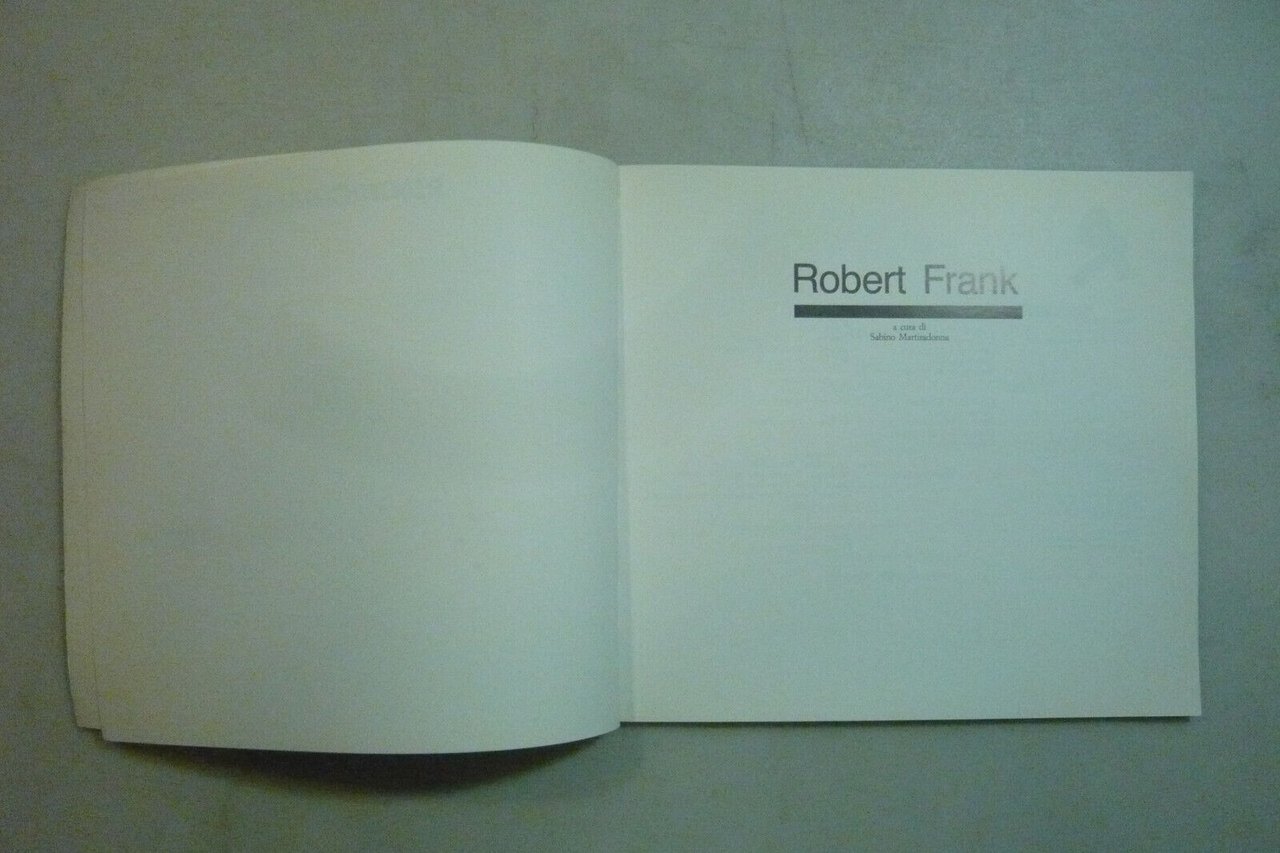 Robert Frank
a cura di
Sabino Martiradonna